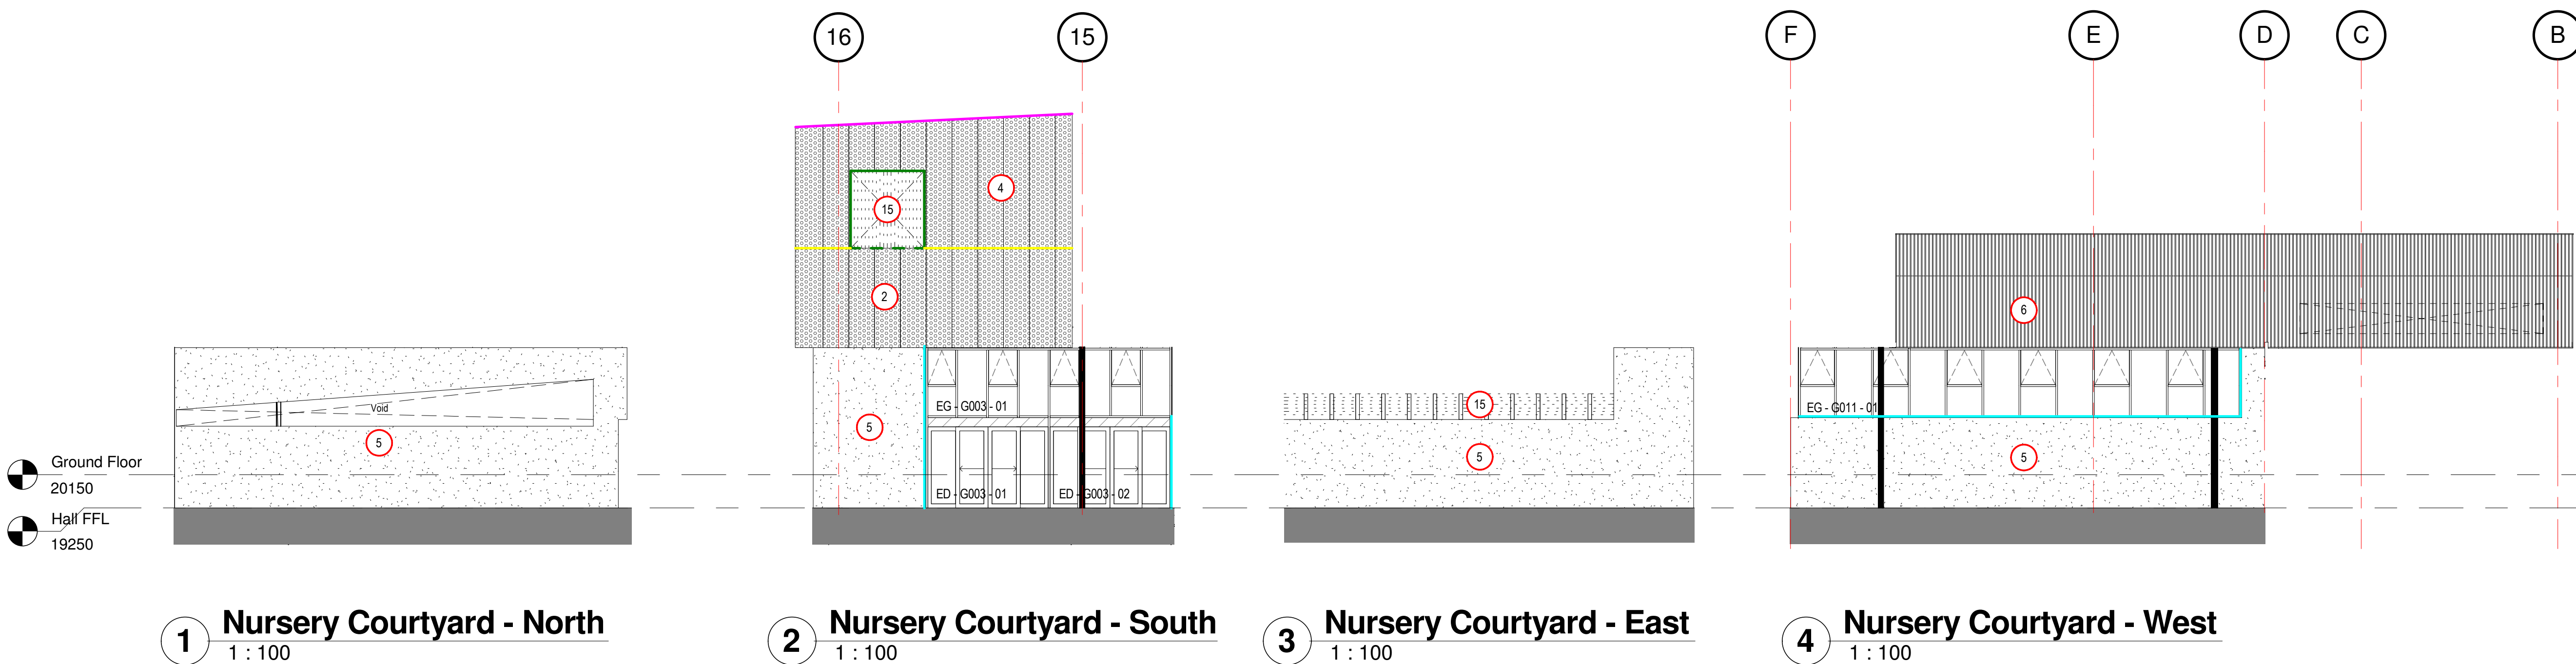 16
15
F
E
D
C
B
4
15
2
6
Void
5
EG - G003 - 01
5
ED - G003 - 01
ED - G003 - 02
15
5
EG - G011 - 01
5
Ground Floor
20150
Hall FFL
19250
1
Nursery Courtyard - North
1 : 100
2
Nursery Courtyard - South
1 : 100
3
Nursery Courtyard - East
1 : 100
4
Nursery Courtyard - West
1 : 100